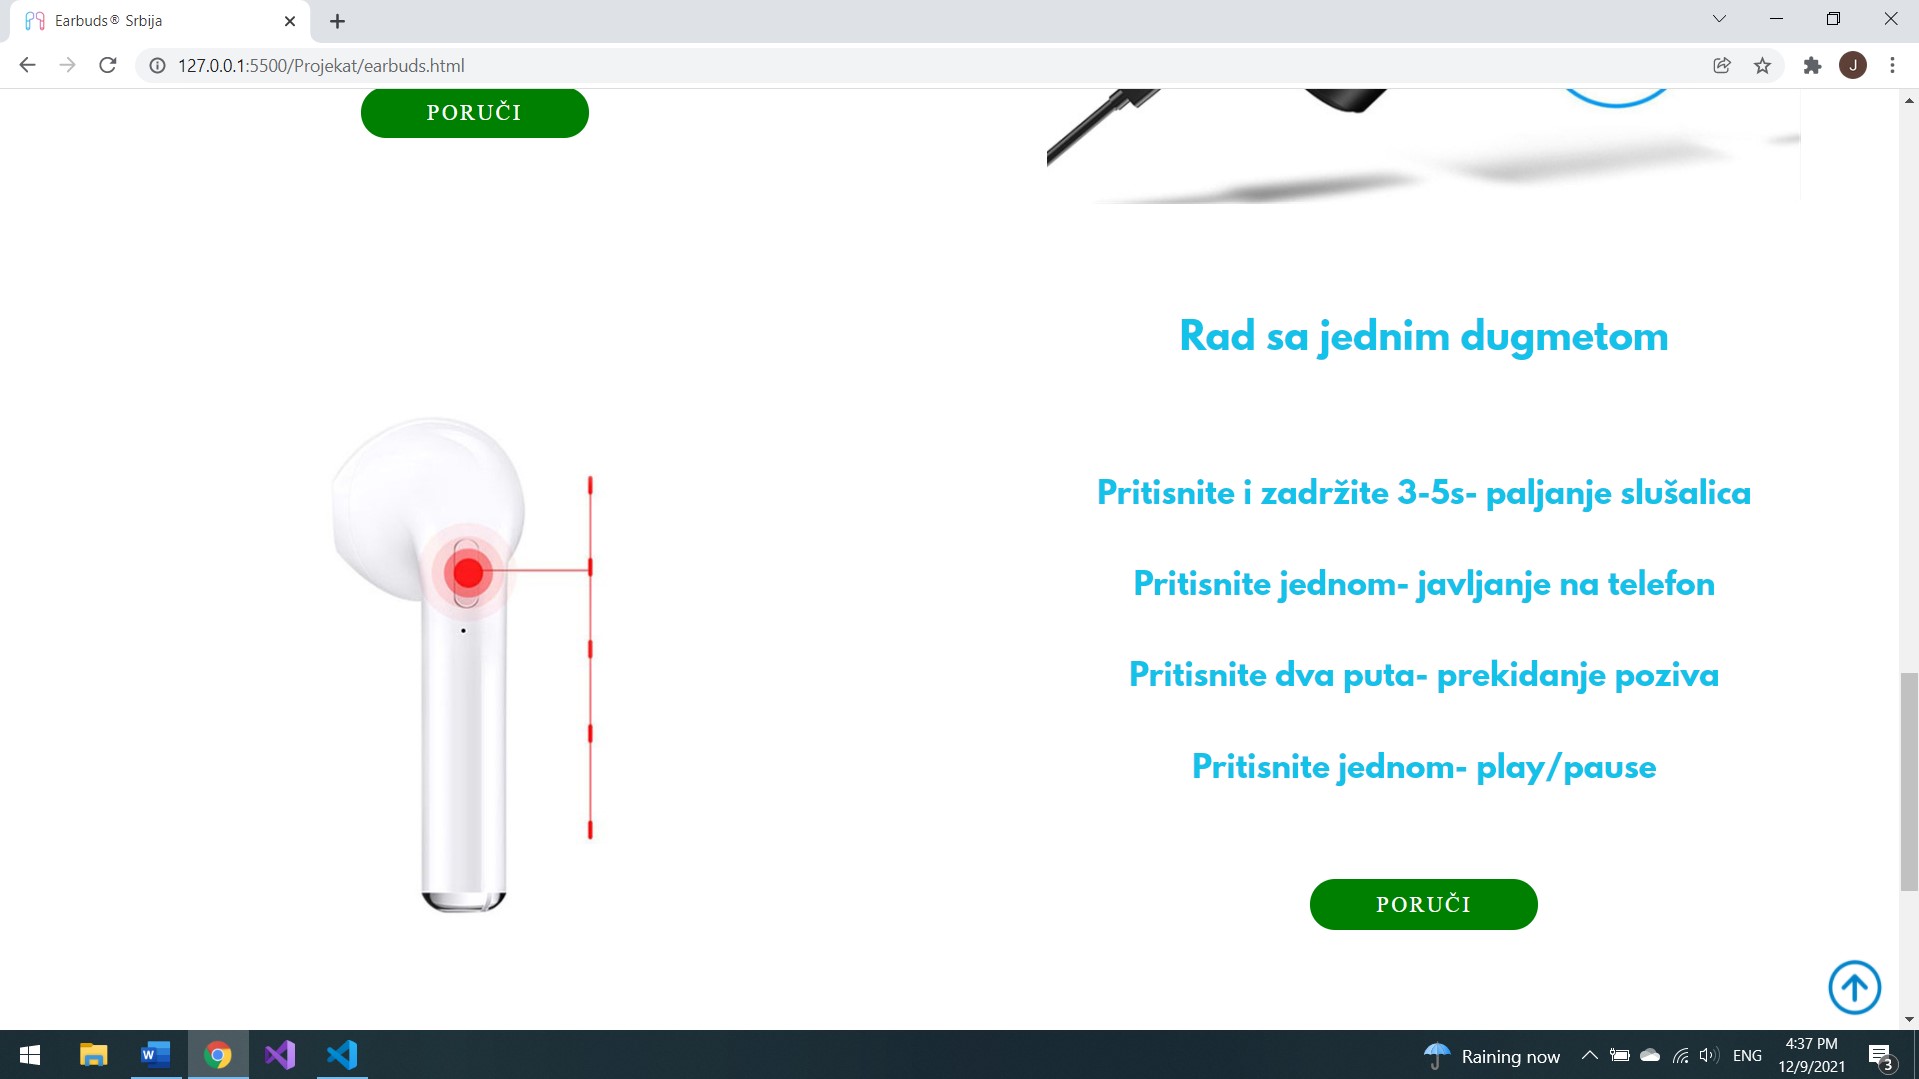 Earbuds® Srbija
127.0.0.1:5500/Projekat/earbuds.html
J
PORUČI
Rad sa jednim dugmetom
Pritisnite i zadržite 3-5s- paljanje slušalica
Pritisnite jednom- javljanje na telefon
Pritisnite dva puta- prekidanje poziva
Pritisnite jednom- play/pause
PORUČI
W
Raining now
ENG
4:37 PM
12/9/2021
3